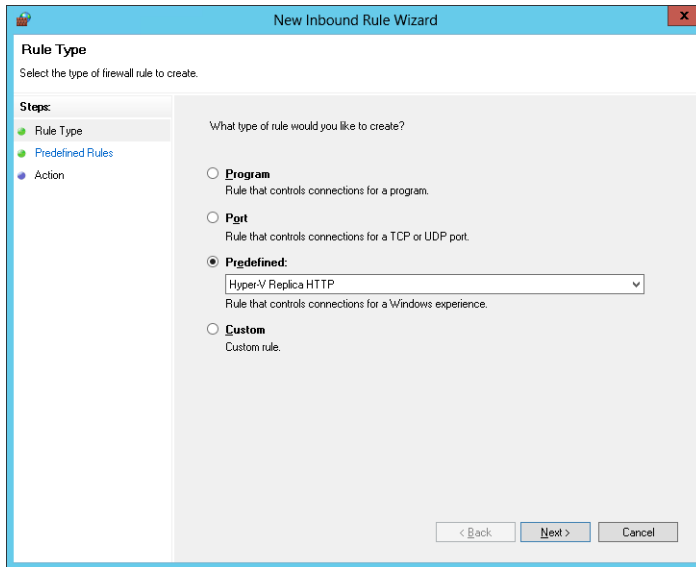 New Inbound Rule Wizard
x
Rule Type
Select the type of firewall rule to create.
Steps:
Rule Type
Predefined Rules
Action
What type of rule would you like to create?
Program
Rule that controls connections for a program.
Port
Rule that controls connections for a TCP or UDP port.
Predefined:
Hyper-V Replica HTTP
Rule that controls connections for a Windows experience.
Custom
Custom rule.
< Back
Next >
Cancel